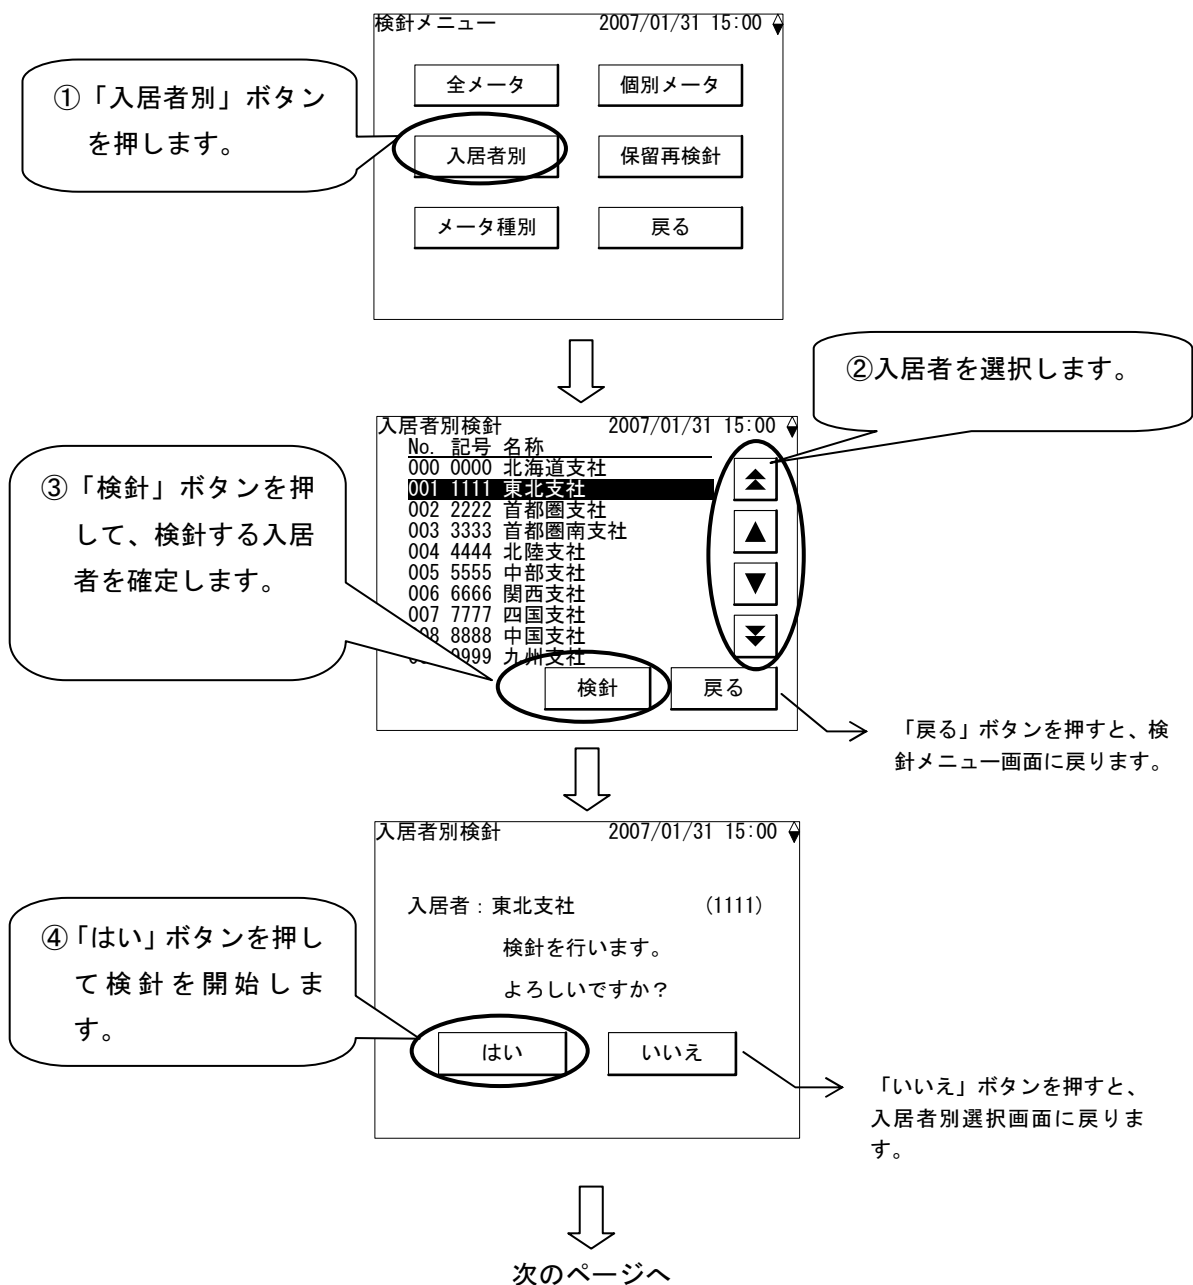 検針メニュー 2007/01/31 15:00
全メータ 個別メータ
①「入居者別」ボタン
を押します。
入居者別 保留再検針
メータ種別 戻る
②入居者を選択します。
入居者別検針 2007/01/31 15:00
No. 記号 名称
000 0000 北海道支社
001 1111 東北支社
002 2222 首都圏支社
003 3333 首都圏南支社
004 4444 北陸支社
005 5555 中部支社
006 6666 関西支社
007 7777 四国支社
8 8888 中国支社
999 九州支社
③「検針」ボタンを押
して、検針する入居
者を確定します。
検針 戻る
「戻る」ボタンを押すと、検
針メニュー画面に戻ります。
入居者別検針 2007/01/31 15:00
入居者：東北支社 (1111)
検針を行います。
よろしいですか？
④「はい」ボタンを押し
て検針を開始しま
す。
はい いいえ
「いいえ」ボタンを押すと、
入居者別選択画面に戻りま
す。
次のページへ